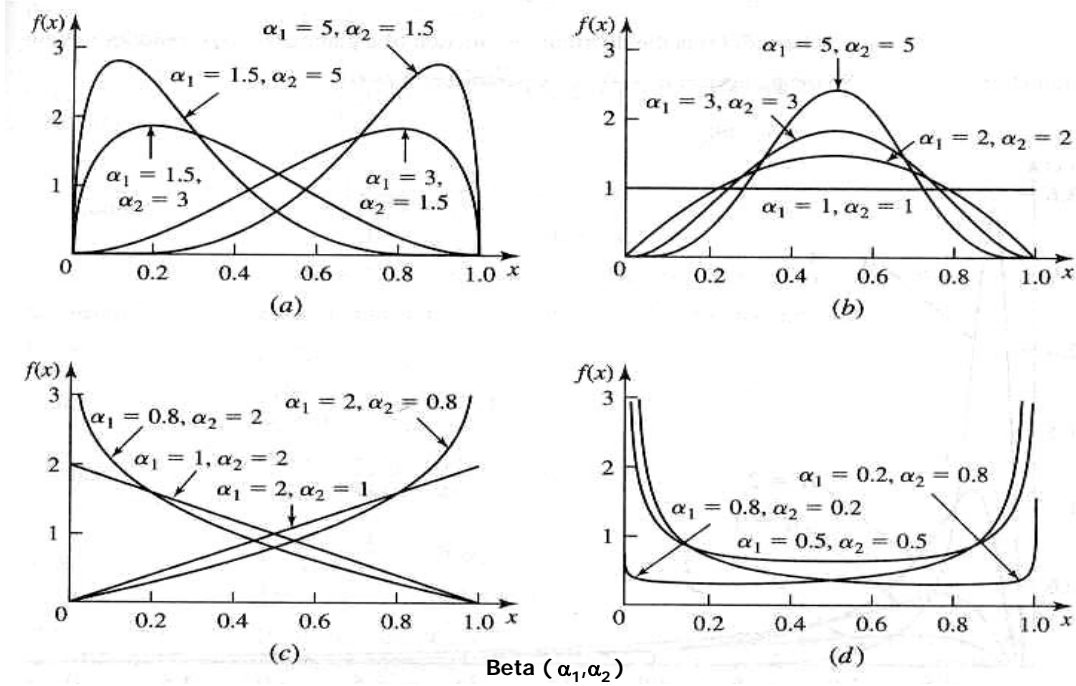 f(x)
3
2
1
0
0.2
0.4
0.6
0.8
1.0
x
α₁ = 5, α₂ = 1.5
α₁ = 1.5, α₂ = 5
α₁ = 1.5,
α₂ = 3
α₁ = 3,
α₂ = 1.5
(a)
f(x)
3
2
1
0
0.2
0.4
0.6
0.8
1.0
x
α₁ = 5, α₂ = 5
α₁ = 3, α₂ = 3
α₁ = 2, α₂ = 2
α₁ = 1, α₂ = 1
(b)
f(x)
3
2
1
0
0.2
0.4
0.6
0.8
1.0
x
α₁ = 2, α₂ = 0.8
α₁ = 0.8, α₂ = 2
α₁ = 1, α₂ = 2
α₁ = 2, α₂ = 1
(c)
f(x)
3
2
1
0
0.2
0.4
0.6
0.8
1.0
x
α₁ = 0.2, α₂ = 0.8
α₁ = 0.8, α₂ = 0.2
α₁ = 0.5, α₂ = 0.5
(d)
Beta (α₁,α₂)